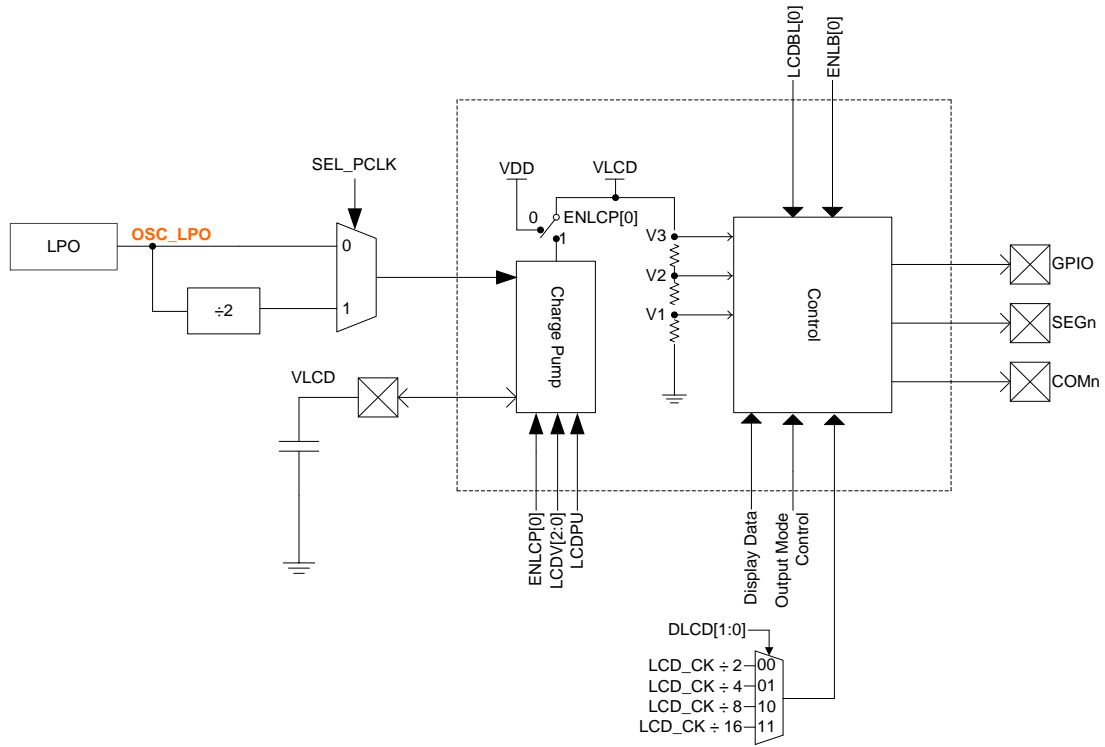 LCDBL[0]
ENLB[0]
SEL_PCLK
VDD
VLCD
0
ENLCP[0]
1
LPO
OSC_LPO
0
1
÷2
V3
V2
V1
Charge Pump
Control
GPIO
SEGn
COMn
VLCD
ENLCP[0]
LCDV[2:0]
LCDPU
Display Data
Output Mode
Control
DLCD[1:0]
LCD_CK ÷ 2 00
LCD_CK ÷ 4 01
LCD_CK ÷ 8 10
LCD_CK ÷ 16 11